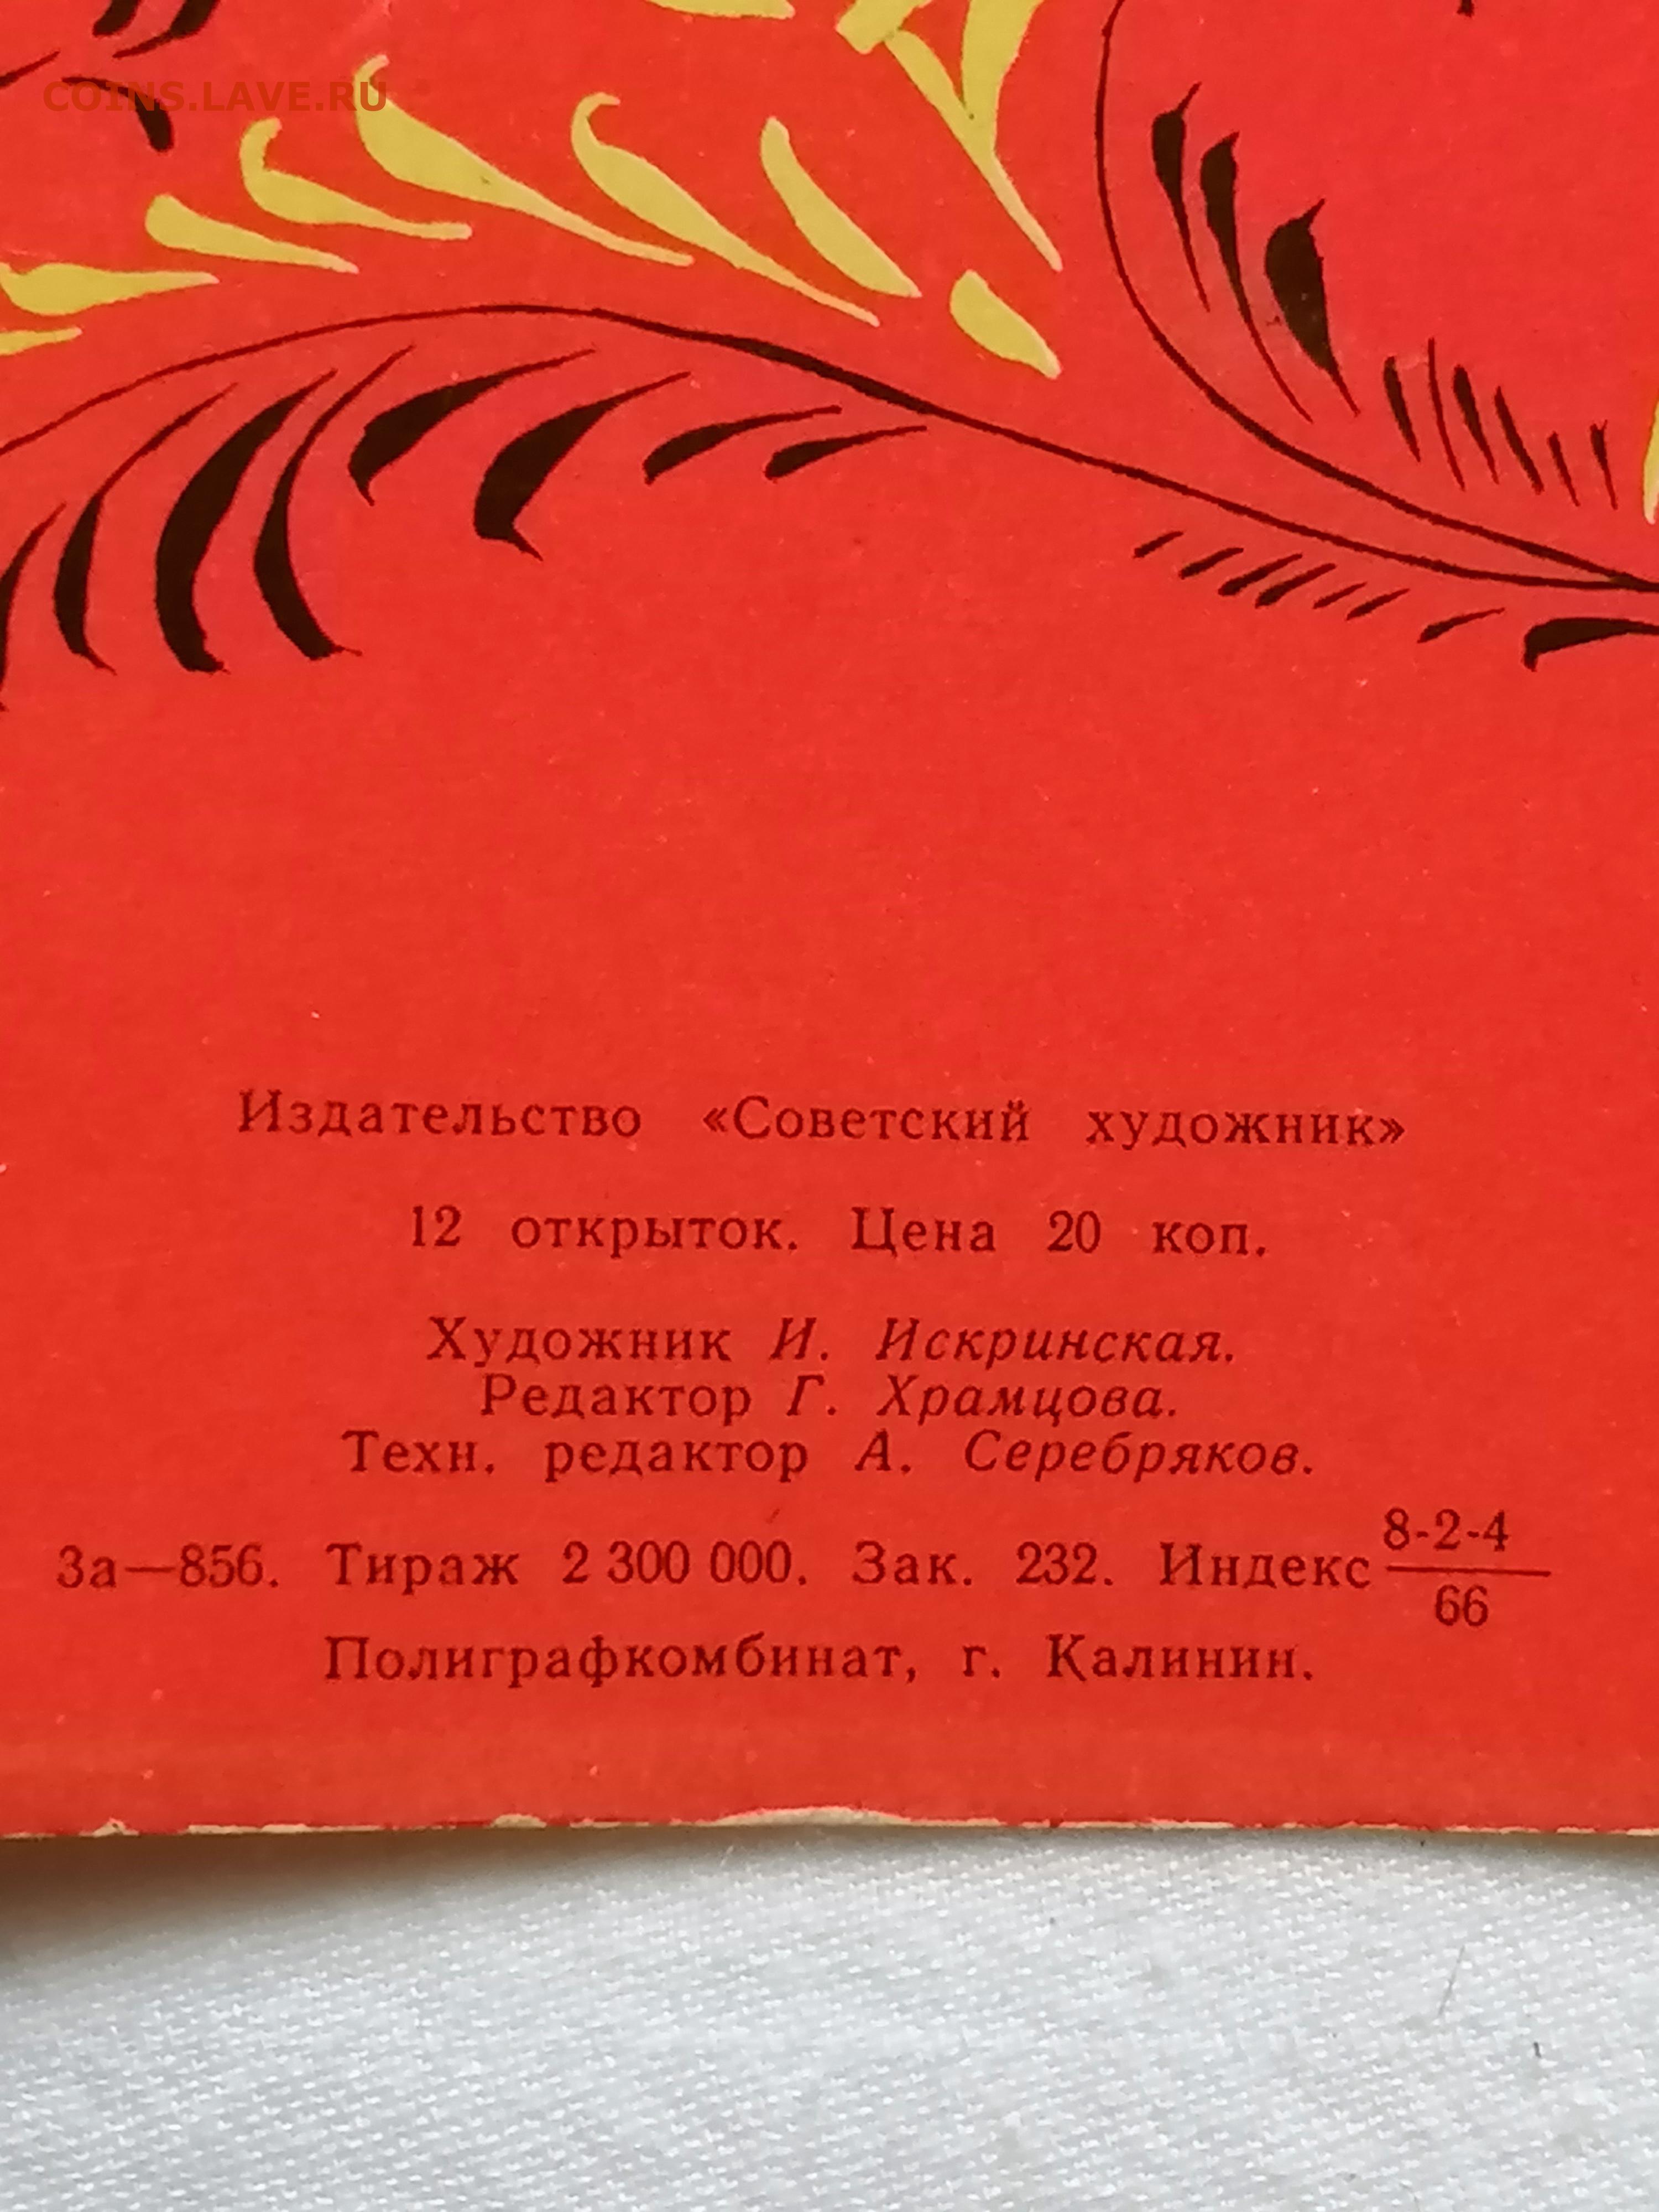 COINS.LAVE.RU
Издательство «Советский художник»
12 открыток. Цена 20 коп.
Художник И. Искринская.
Редактор Г. Храмцова.
Техн. редактор А. Серебряков.
За—856. Тираж 2 300 000. Зак. 232. Индекс 8-2-4
66
Полиграфкомбинат, г. Калинин.